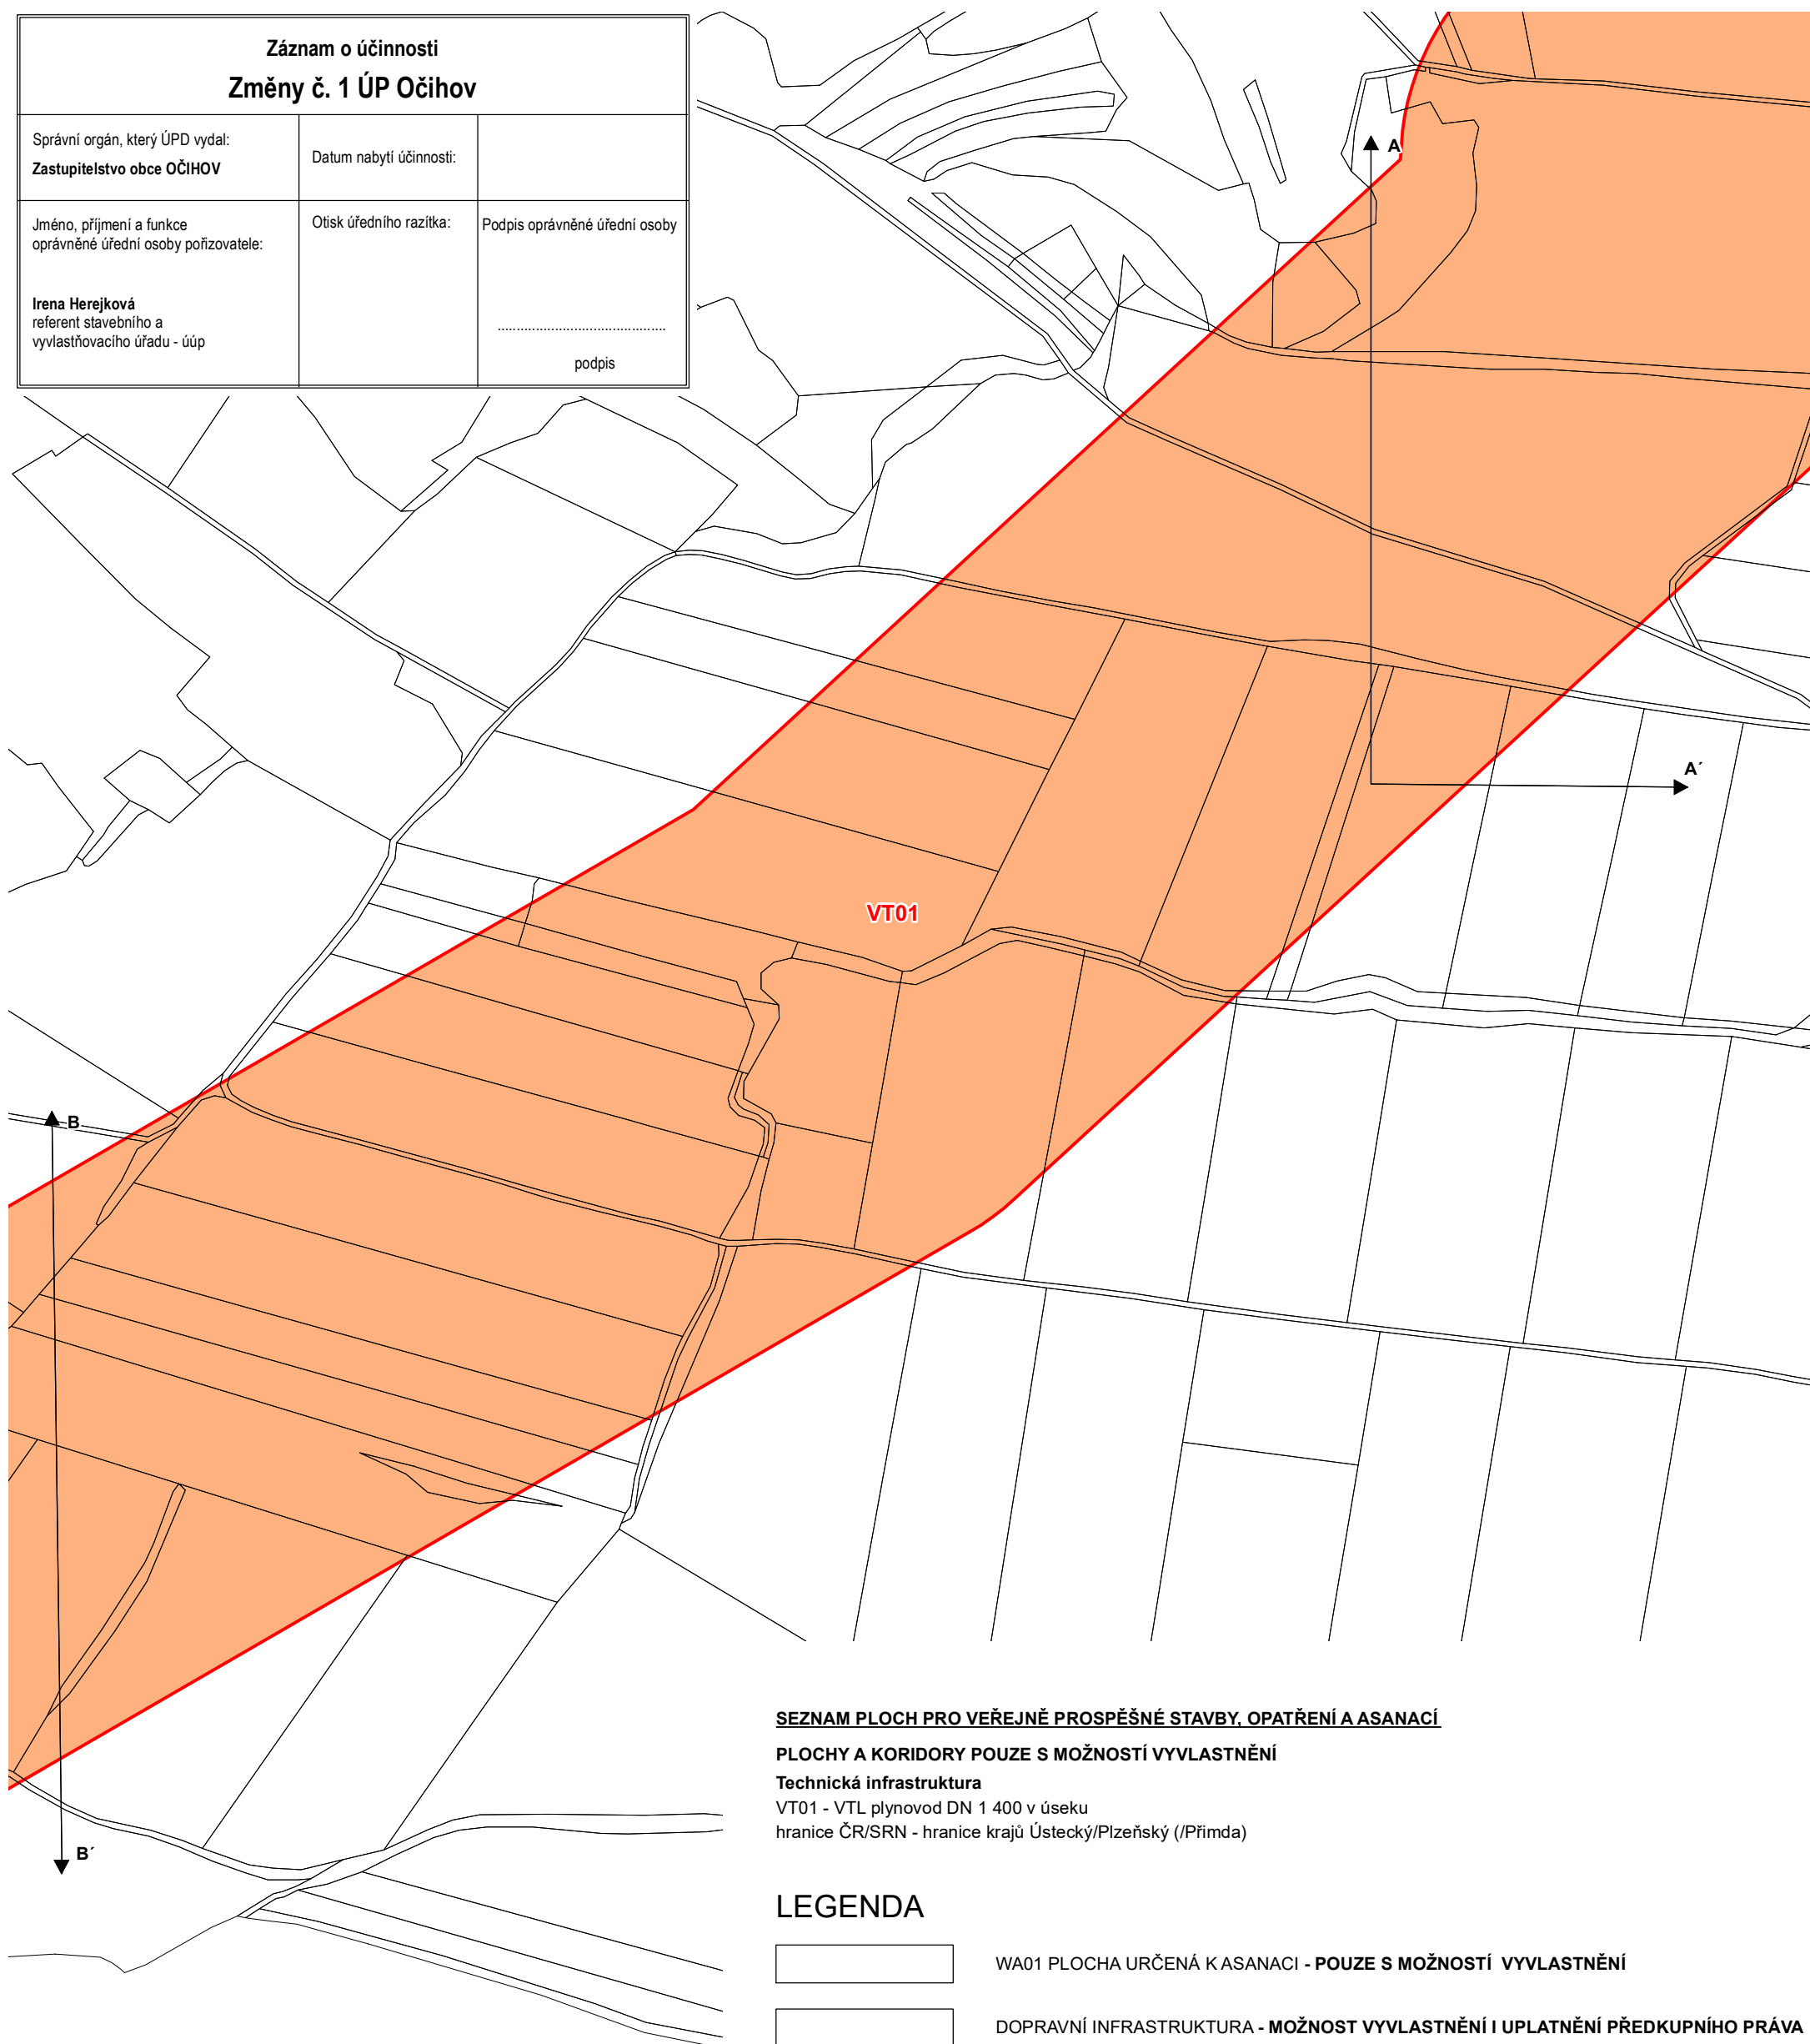 Záznam o účinnosti
Změny č. 1 ÚP Očihov
Správní orgán, který ÚPD vydal:
Zastupitelstvo obce OČIHOV
Datum nabytí účinnosti:
Jméno, příjmení a funkce
oprávněné úřední osoby pořizovatele:
Otisk úředního razítka:
Podpis oprávněné úřední osoby
Irena Herejková
referent stavebního a
vyvlastňovacího úřadu - úúp
............................................
podpis
A
A´
VT01
B
B´
SEZNAM PLOCH PRO VEŘEJNĚ PROSPĚŠNÉ STAVBY, OPATŘENÍ A ASANACÍ
PLOCHY A KORIDORY POUZE S MOŽNOSTÍ VYVLASTNĚNÍ
Technická infrastruktura
VT01 - VTL plynovod DN 1 400 v úseku
hranice ČR/SRN - hranice krajů Ústecký/Plzeňský (/Přimda)
LEGENDA
WA01 PLOCHA URČENÁ K ASANACI - POUZE S MOŽNOSTÍ VYVLASTNĚNÍ
DOPRAVNÍ INFRASTRUKTURA - MOŽNOST VYVLASTNĚNÍ I UPLATNĚNÍ PŘEDKUPNÍHO PRÁVA